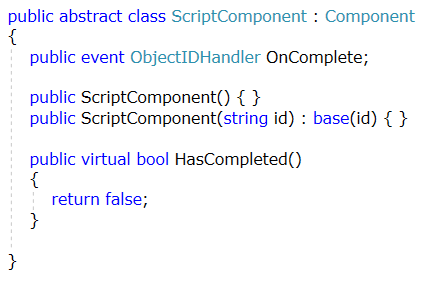 public abstract class ScriptComponent : Component
{
public event ObjectIDHandler OnComplete;
public ScriptComponent() { }
public ScriptComponent(string id) : base(id) { }
public virtual bool HasCompleted()
{
return false;
}
}